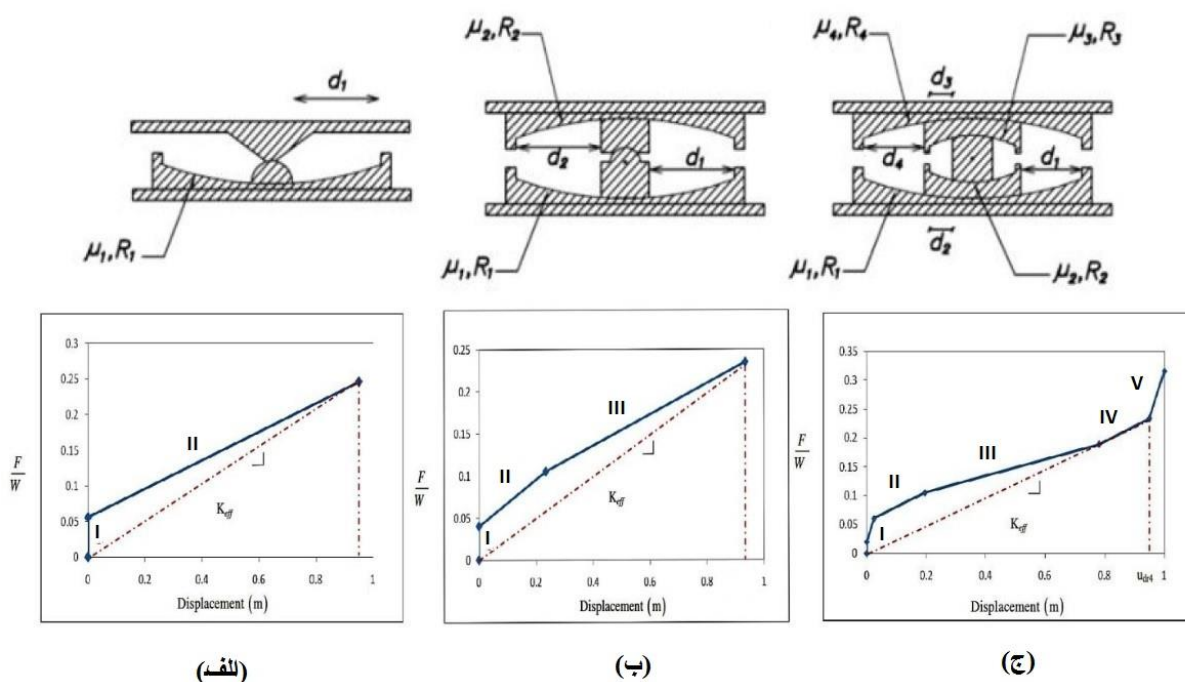 d₁
μ₁, R₁
μ₂, R₂
d₂
d₁
μ₁, R₁
μ₄, R₄
μ₃, R₃
d₃
d₄
d₁
d₂
μ₁, R₁
μ₂, R₂
0.3
0.25
0.2
0.15
0.1
0.05
0
F/W
I
II
K_eff
0 0.2 0.4 0.6 0.8 1
Displacement (m)
(للفـد)
0.25
0.2
0.15
0.1
0.05
0
F/W
I
II
III
K_eff
0 0.2 0.4 0.6 0.8 1
Displacement (m)
(ب)
0.35
0.3
0.25
0.2
0.15
0.1
0.05
0
F/W
I
II
III
IV
V
K_eff
0 0.2 0.4 0.6 0.8 u_dr4 1
Displacement (m)
(ج)